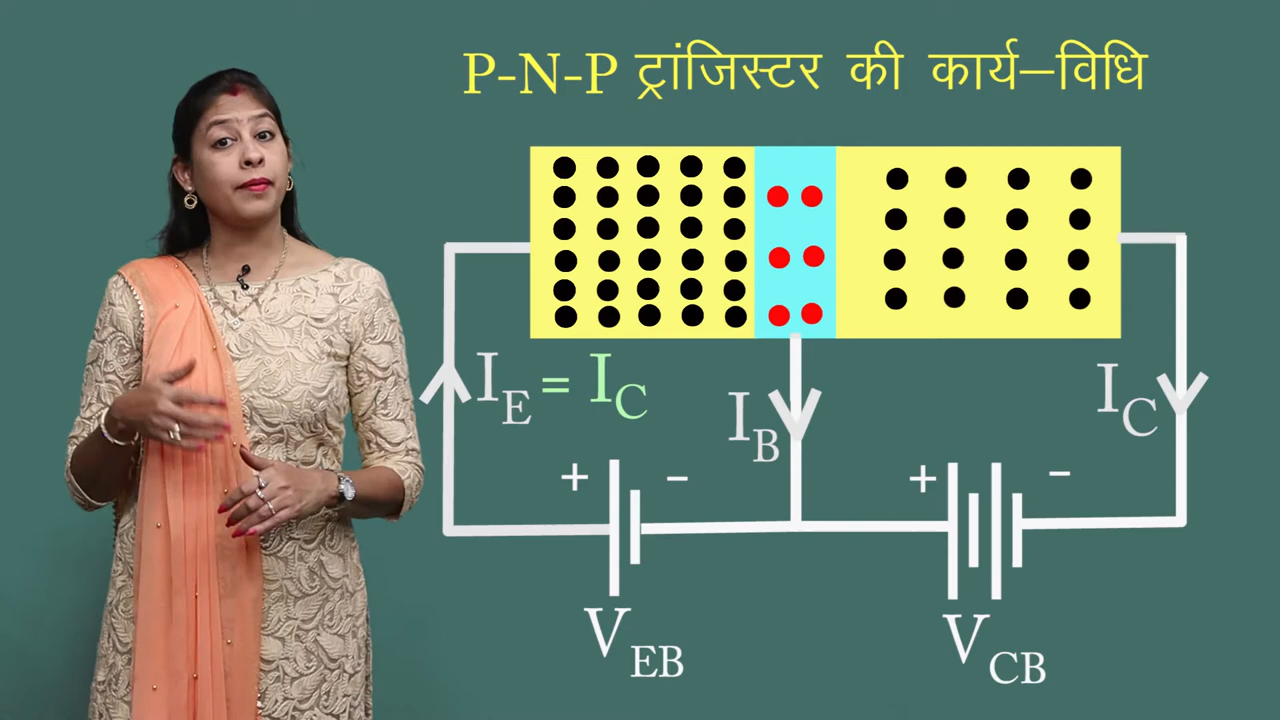 P-N-P ट्रांजिस्टर की कार्य–विधि
I_E = I_C
I_B
I_C
+ -
+ -
V_EB
V_CB